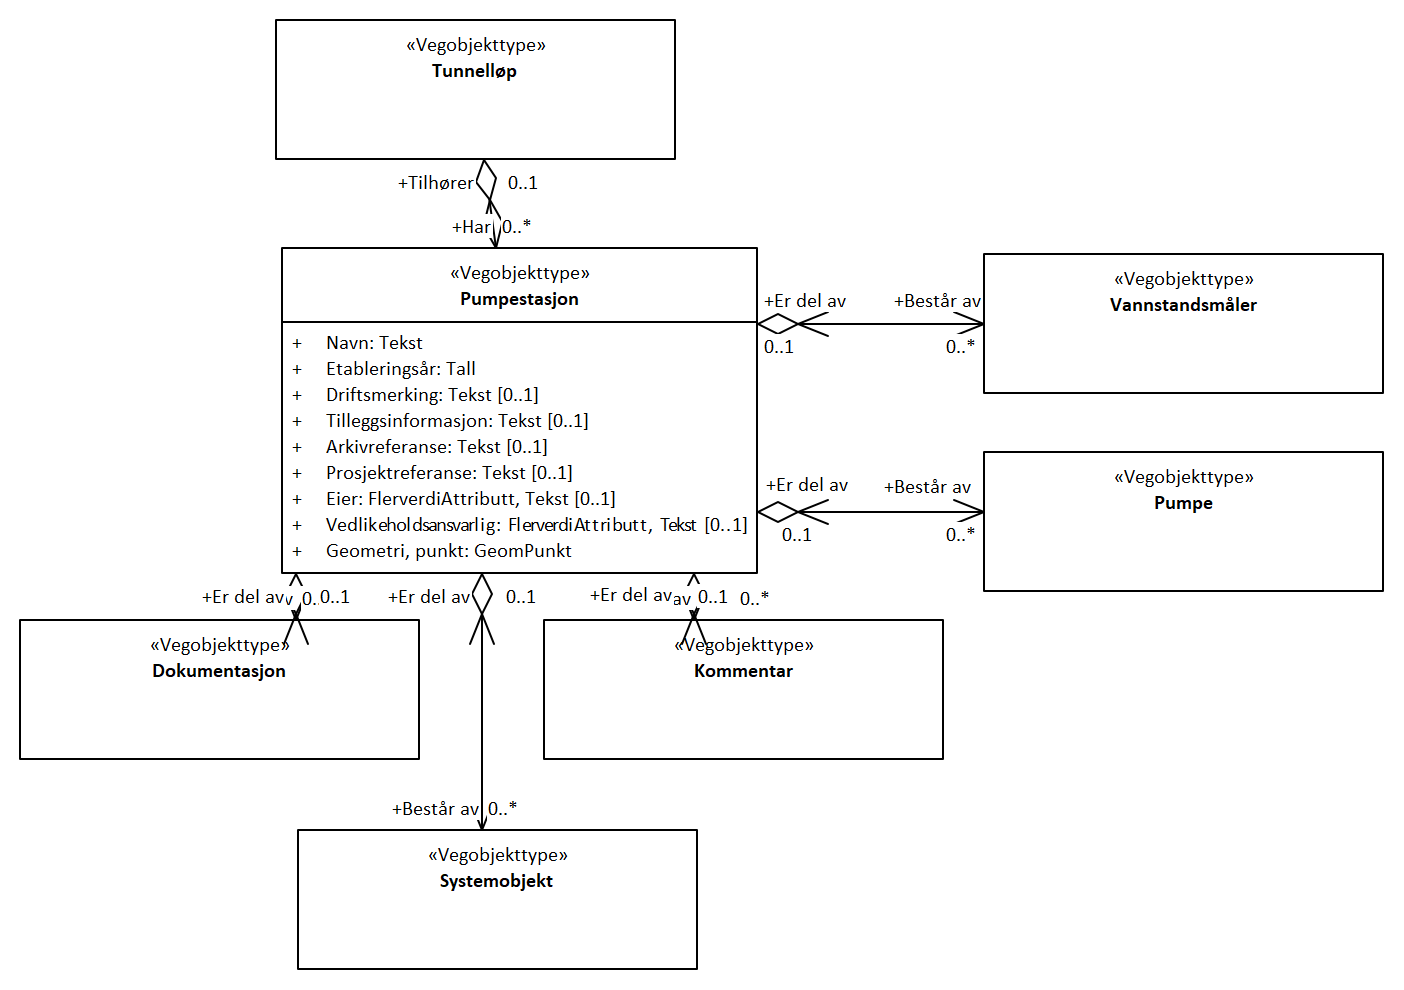 «Vegobjekttype»
Tunnelløp
+Tilhører 0..1
+Har 0..*
«Vegobjekttype»
Pumpestasjon
+ Navn: Tekst
+ Etableringsår: Tall
+ Driftsmerking: Tekst [0..1]
+ Tilleggsinformasjon: Tekst [0..1]
+ Arkivreferanse: Tekst [0..1]
+ Prosjektreferanse: Tekst [0..1]
+ Eier: FlerverdiAttributt, Tekst [0..1]
+ Vedlikeholdsansvarlig: FlerverdiAttributt, Tekst [0..1]
+ Geometri, punkt: GeomPunkt
+Er del av +Består av
0..1 0..*
«Vegobjekttype»
Vannstandsmåler
+Er del av +Består av
0..1 0..*
«Vegobjekttype»
Pumpe
+Er del av 0..1
+Er del av 0..1
+Er del av 0..1 0..*
«Vegobjekttype»
Dokumentasjon
«Vegobjekttype»
Kommentar
+Består av 0..*
«Vegobjekttype»
Systemobjekt